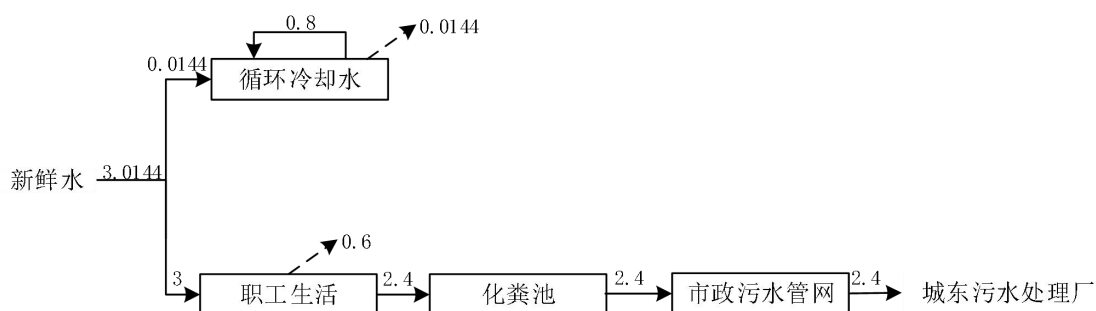 0.8
0.0144
0.0144
循环冷却水
新鲜水
3.0144
0.6
3
职工生活
2.4
化粪池
2.4
市政污水管网
2.4
城东污水处理厂